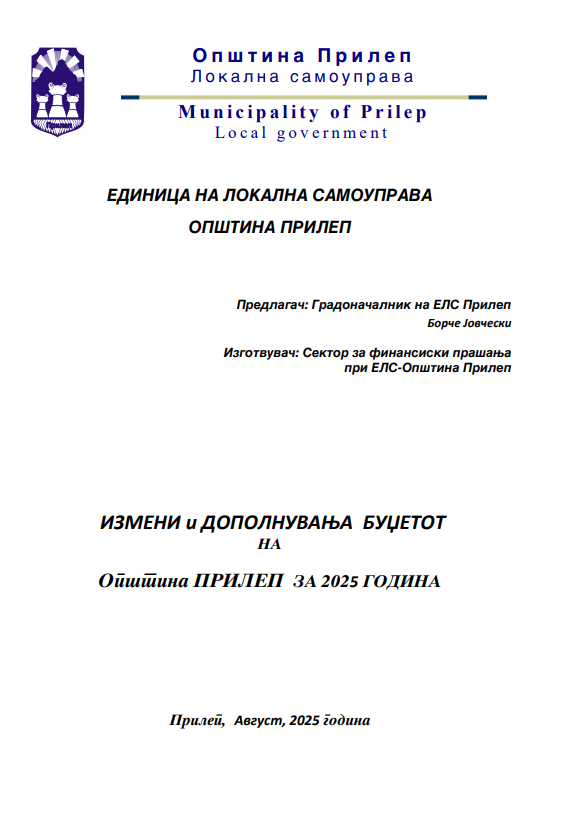 Општина Прилеп
Локална самоуправа
Municipality of Prilep
Local government
ЕДИНИЦА НА ЛОКАЛНА САМОУПРАВА
ОПШТИНА ПРИЛЕП
Предлагач: Градоначалник на ЕЛС Прилеп
Борче Јовчески
Изготвувач: Сектор за финансиски прашања
при ЕЛС-Општина Прилеп
ИЗМЕНИ и ДОПОЛНУВАЊА БУЏЕТОТ
НА
Општина ПРИЛЕП ЗА 2025 ГОДИНА
Прилеп, Август, 2025 година